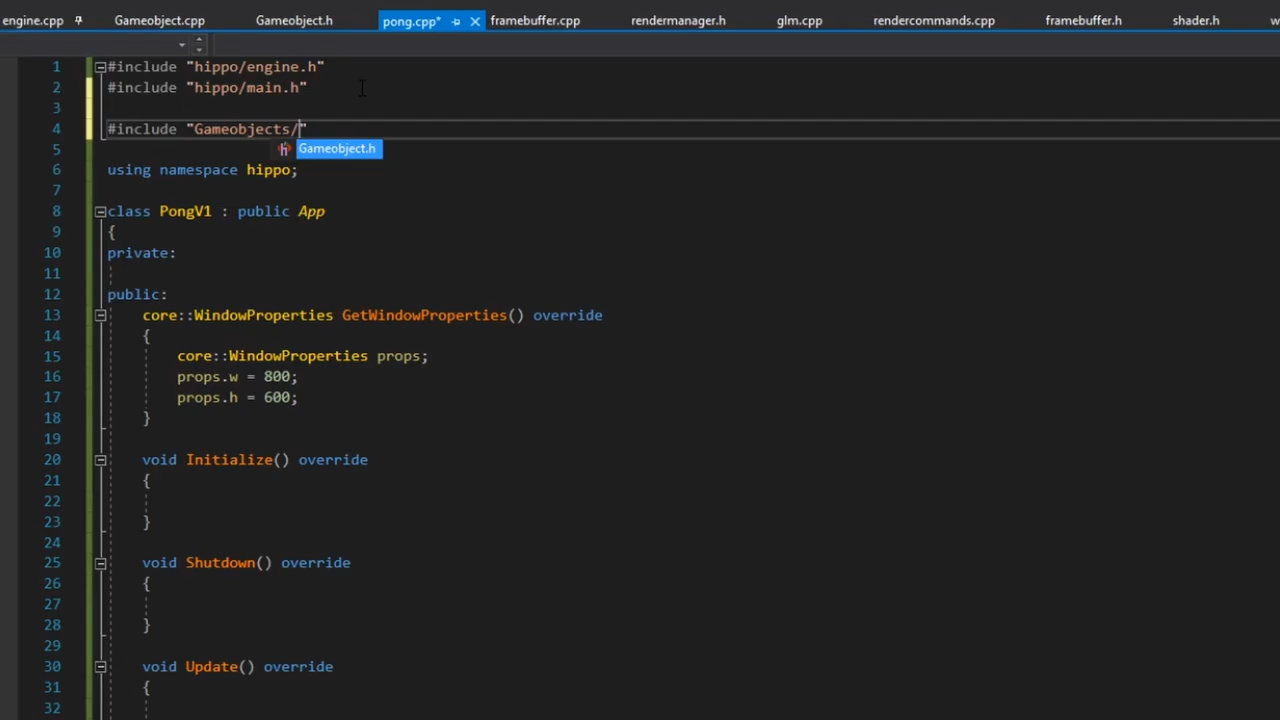 engine.cpp Gameobject.cpp Gameobject.h pong.cpp* framebuffer.cpp rendermanager.h glm.cpp rendercommands.cpp framebuffer.h shader.h
1 #include "hippo/engine.h"
2 #include "hippo/main.h"
3
4 #include "Gameobjects/"
5 Gameobject.h
6 using namespace hippo;
7
8 class PongV1 : public App
9 {
10 private:
11
12 public:
13 core::WindowProperties GetWindowProperties() override
14 {
15 core::WindowProperties props;
16 props.w = 800;
17 props.h = 600;
18 }
19
20 void Initialize() override
21 {
22
23 }
24
25 void Shutdown() override
26 {
27
28 }
29
30 void Update() override
31 {
32